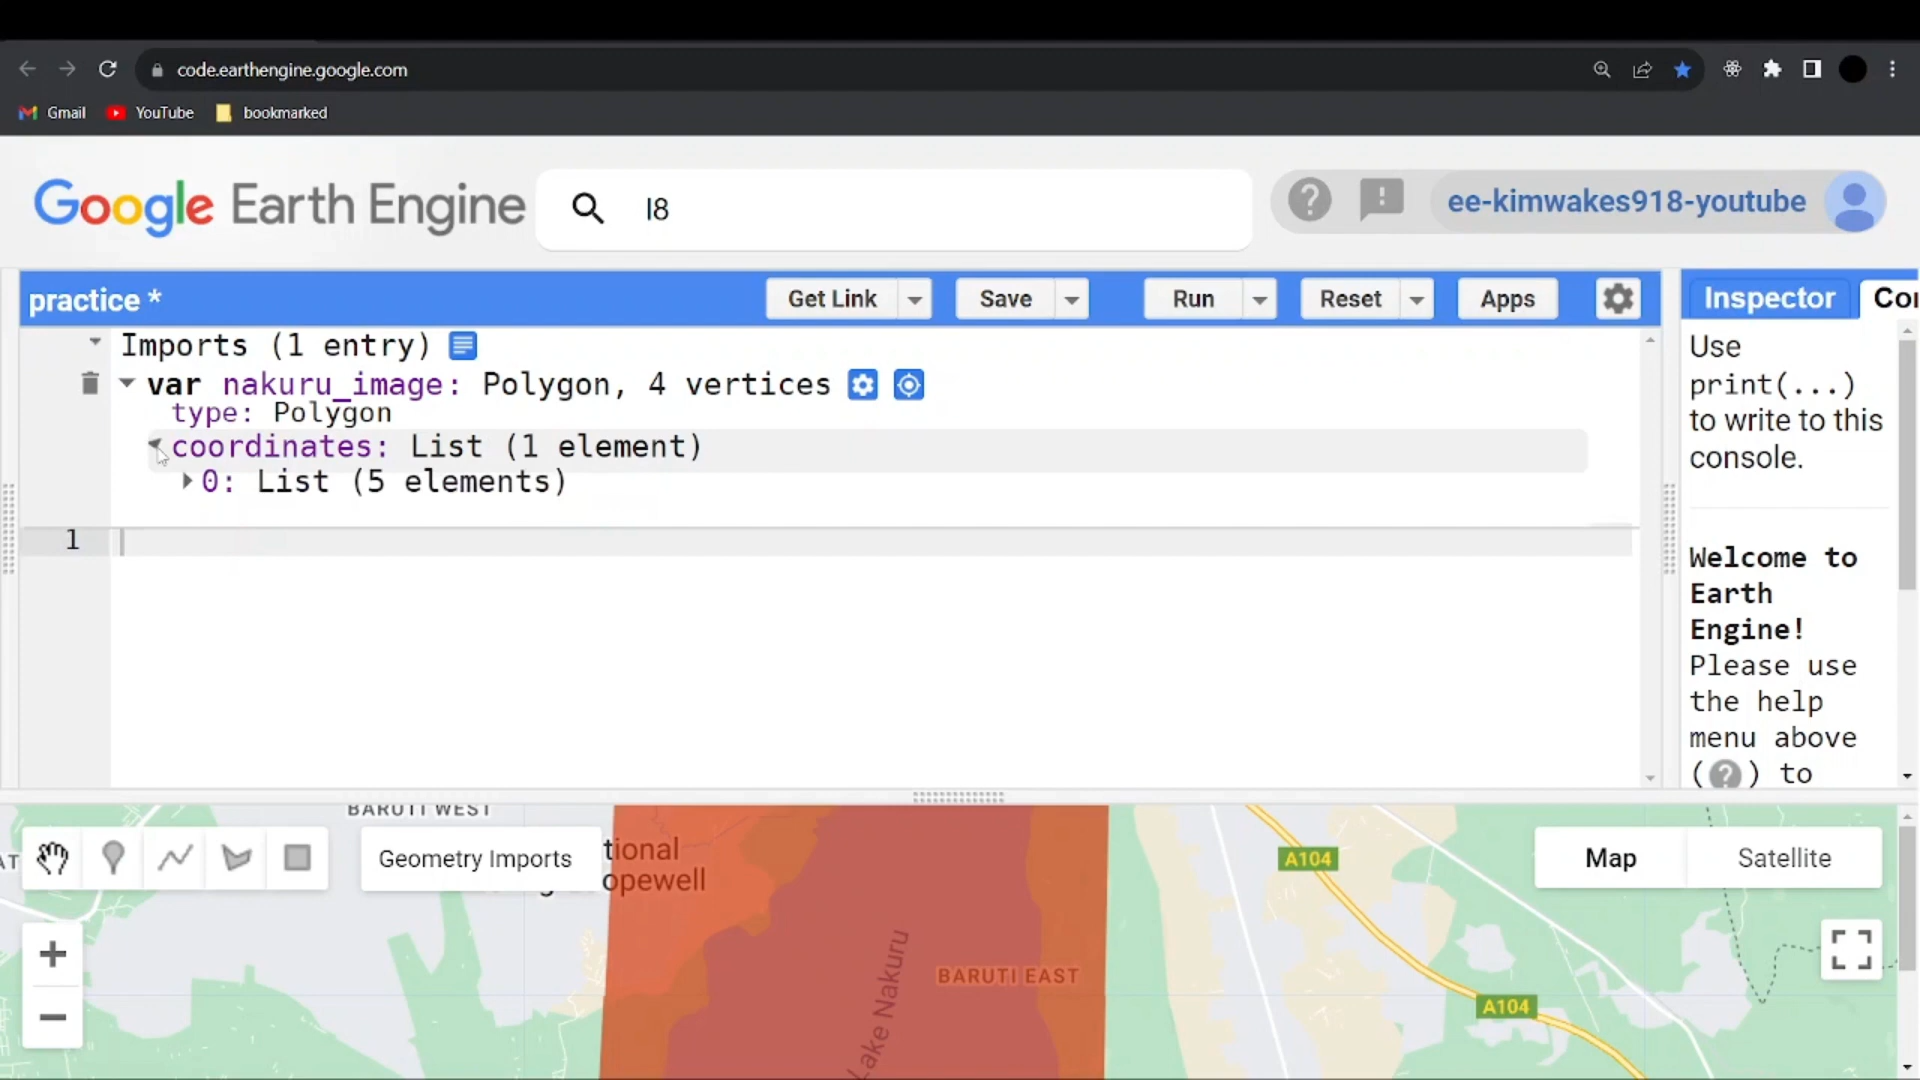 code.earthengine.google.com
Gmail YouTube bookmarked
Google Earth Engine
l8
ee-kimwakes918-youtube
practice *
Get Link Save Run Reset Apps
Inspector
Imports (1 entry)
var nakuru_image: Polygon, 4 vertices
type: Polygon
coordinates: List (1 element)
0: List (5 elements)
1
Use
print(...)
to write to this
console.
Welcome to
Earth
Engine!
Please use
the help
menu above
(?) to
BARUTI WEST
Geometry Imports
tional
opewell
A104
Map Satellite
BARUTI EAST
Lake Nakuru
A104